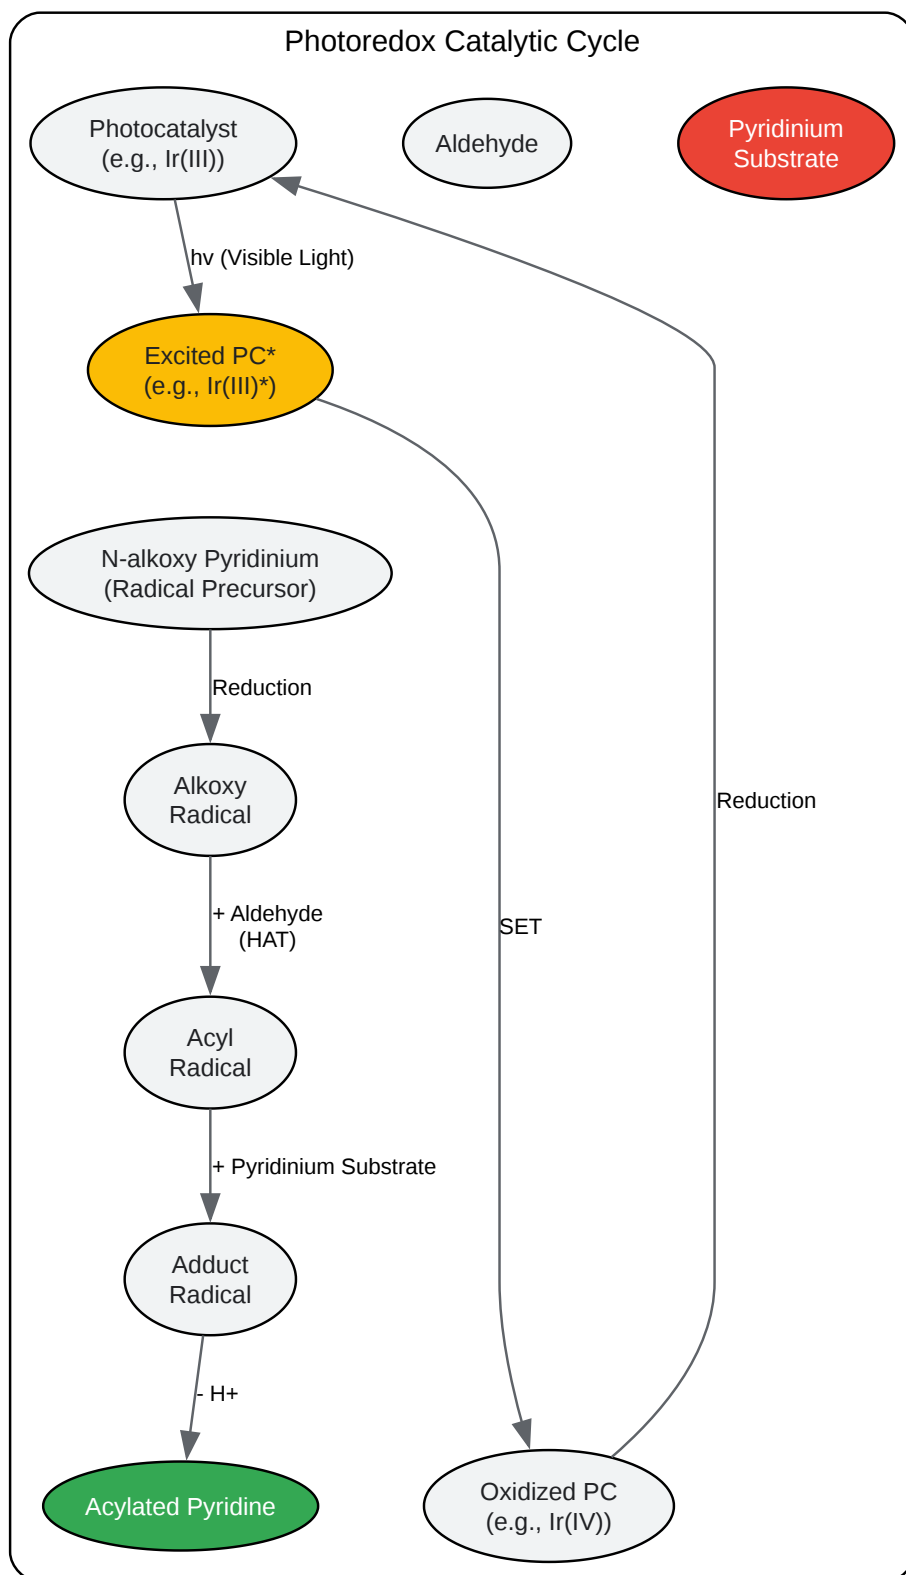 Photoredox Catalytic Cycle
Photocatalyst
(e.g., Ir(III))
Aldehyde
Pyridinium
Substrate
hv (Visible Light)
Excited PC*
(e.g., Ir(III)*)
N-alkoxy Pyridinium
(Radical Precursor)
Reduction
Alkoxy
Radical
Reduction
+ Aldehyde
(HAT)
SET
Acyl
Radical
+ Pyridinium Substrate
Adduct
Radical
- H+
Acylated Pyridine
Oxidized PC
(e.g., Ir(IV))